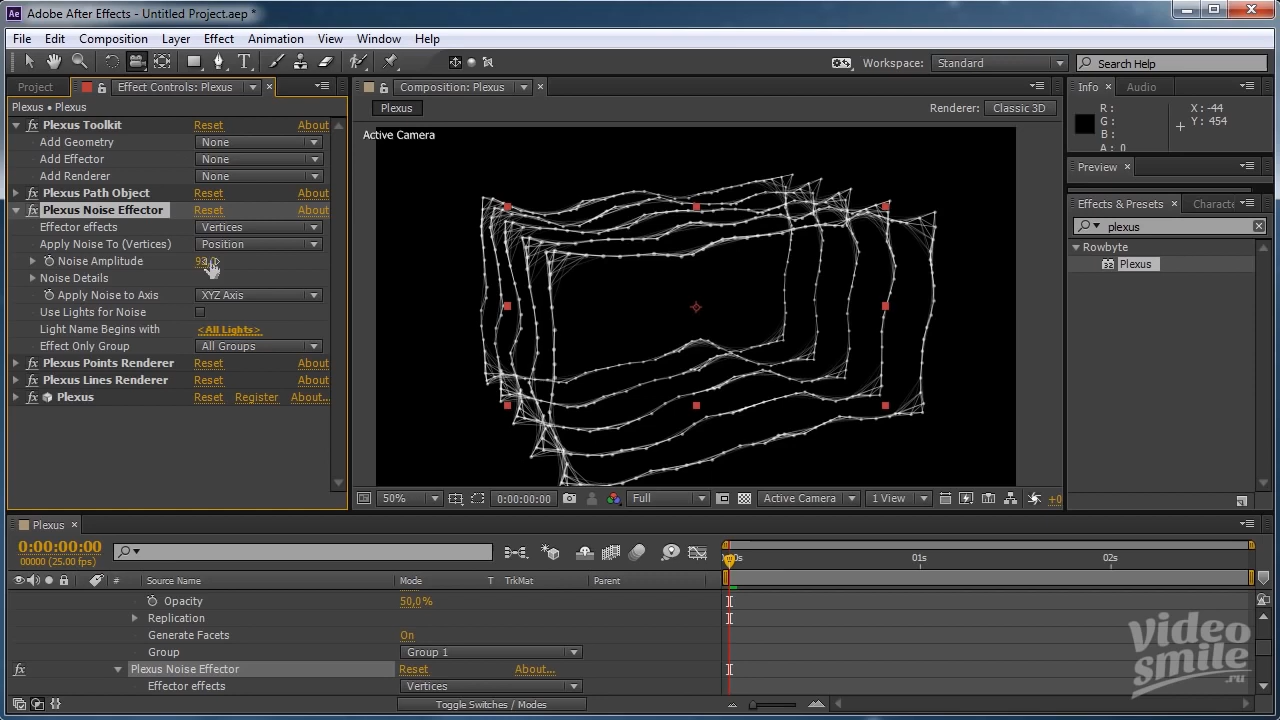 Adobe After Effects - Untitled Project.aep *
File Edit Composition Layer Effect Animation View Window Help
Workspace: Standard Search Help
Project Effect Controls: Plexus
Plexus • Plexus
Plexus Toolkit Reset About
Add Geometry None
Add Effector None
Add Renderer None
Plexus Path Object Reset About
Plexus Noise Effector Reset About
Effector effects Vertices
Apply Noise To (Vertices) Position
Noise Amplitude
Noise Details
Apply Noise to Axis XYZ Axis
Use Lights for Noise
Light Name Begins with <All Lights>
Effect Only Group All Groups
Plexus Points Renderer Reset About
Plexus Lines Renderer Reset About
Plexus Reset Register About...
Composition: Plexus
Plexus Renderer: Classic 3D
Active Camera
50% 0:00:00:00 Full Active Camera 1 View +0
Info Audio
R: X: -44
G: Y: 454
B:
A: 0
Preview
Effects & Presets
plexus
Rowbyte
32 Plexus
Plexus
0:00:00:00
00000 (25.00 fps)
# Source Name Mode T TrkMat Parent
01s 02s
Opacity 50,0%
Replication
Generate Facets On
Group Group 1
Plexus Noise Effector Reset About...
Effector effects Vertices
Toggle Switches / Modes
video
smile
.ru